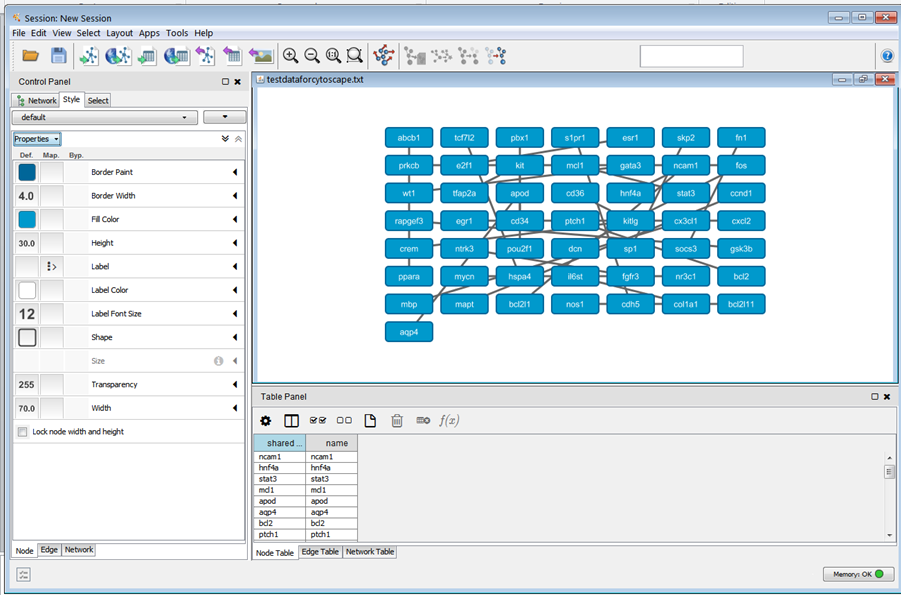 Session: New Session
File Edit View Select Layout Apps Tools Help
1:1
?
Control Panel
Network Style Select
default
Properties
Def. Map. Byp.
Border Paint
4.0 Border Width
Fill Color
30.0 Height
Label
Label Color
12 Label Font Size
Shape
Size
255 Transparency
70.0 Width
Lock node width and height
Node Edge Network
testdataforcytoscape.txt
abcb1 tcf7l2 pbx1 s1pr1 esr1 skp2 fn1
prkcb e2f1 kit mcl1 gata3 ncam1 fos
wt1 tfap2a apod cd36 hnf4a stat3 ccnd1
rapgef3 egr1 cd34 ptch1 kitlg cx3cl1 cxcl2
crem ntrk3 pou2f1 dcn sp1 socs3 gsk3b
ppara mycn hspa4 il6st fgfr3 nr3c1 bcl2
mbp mapt bcl2l1 nos1 cdh5 col1a1 bcl2l11
aqp4
Table Panel
f(x)
shared ... name
ncam1 ncam1
hnf4a hnf4a
stat3 stat3
mcl1 mcl1
apod apod
aqp4 aqp4
bcl2 bcl2
ptch1 ptch1
Node Table Edge Table Network Table
Memory: OK